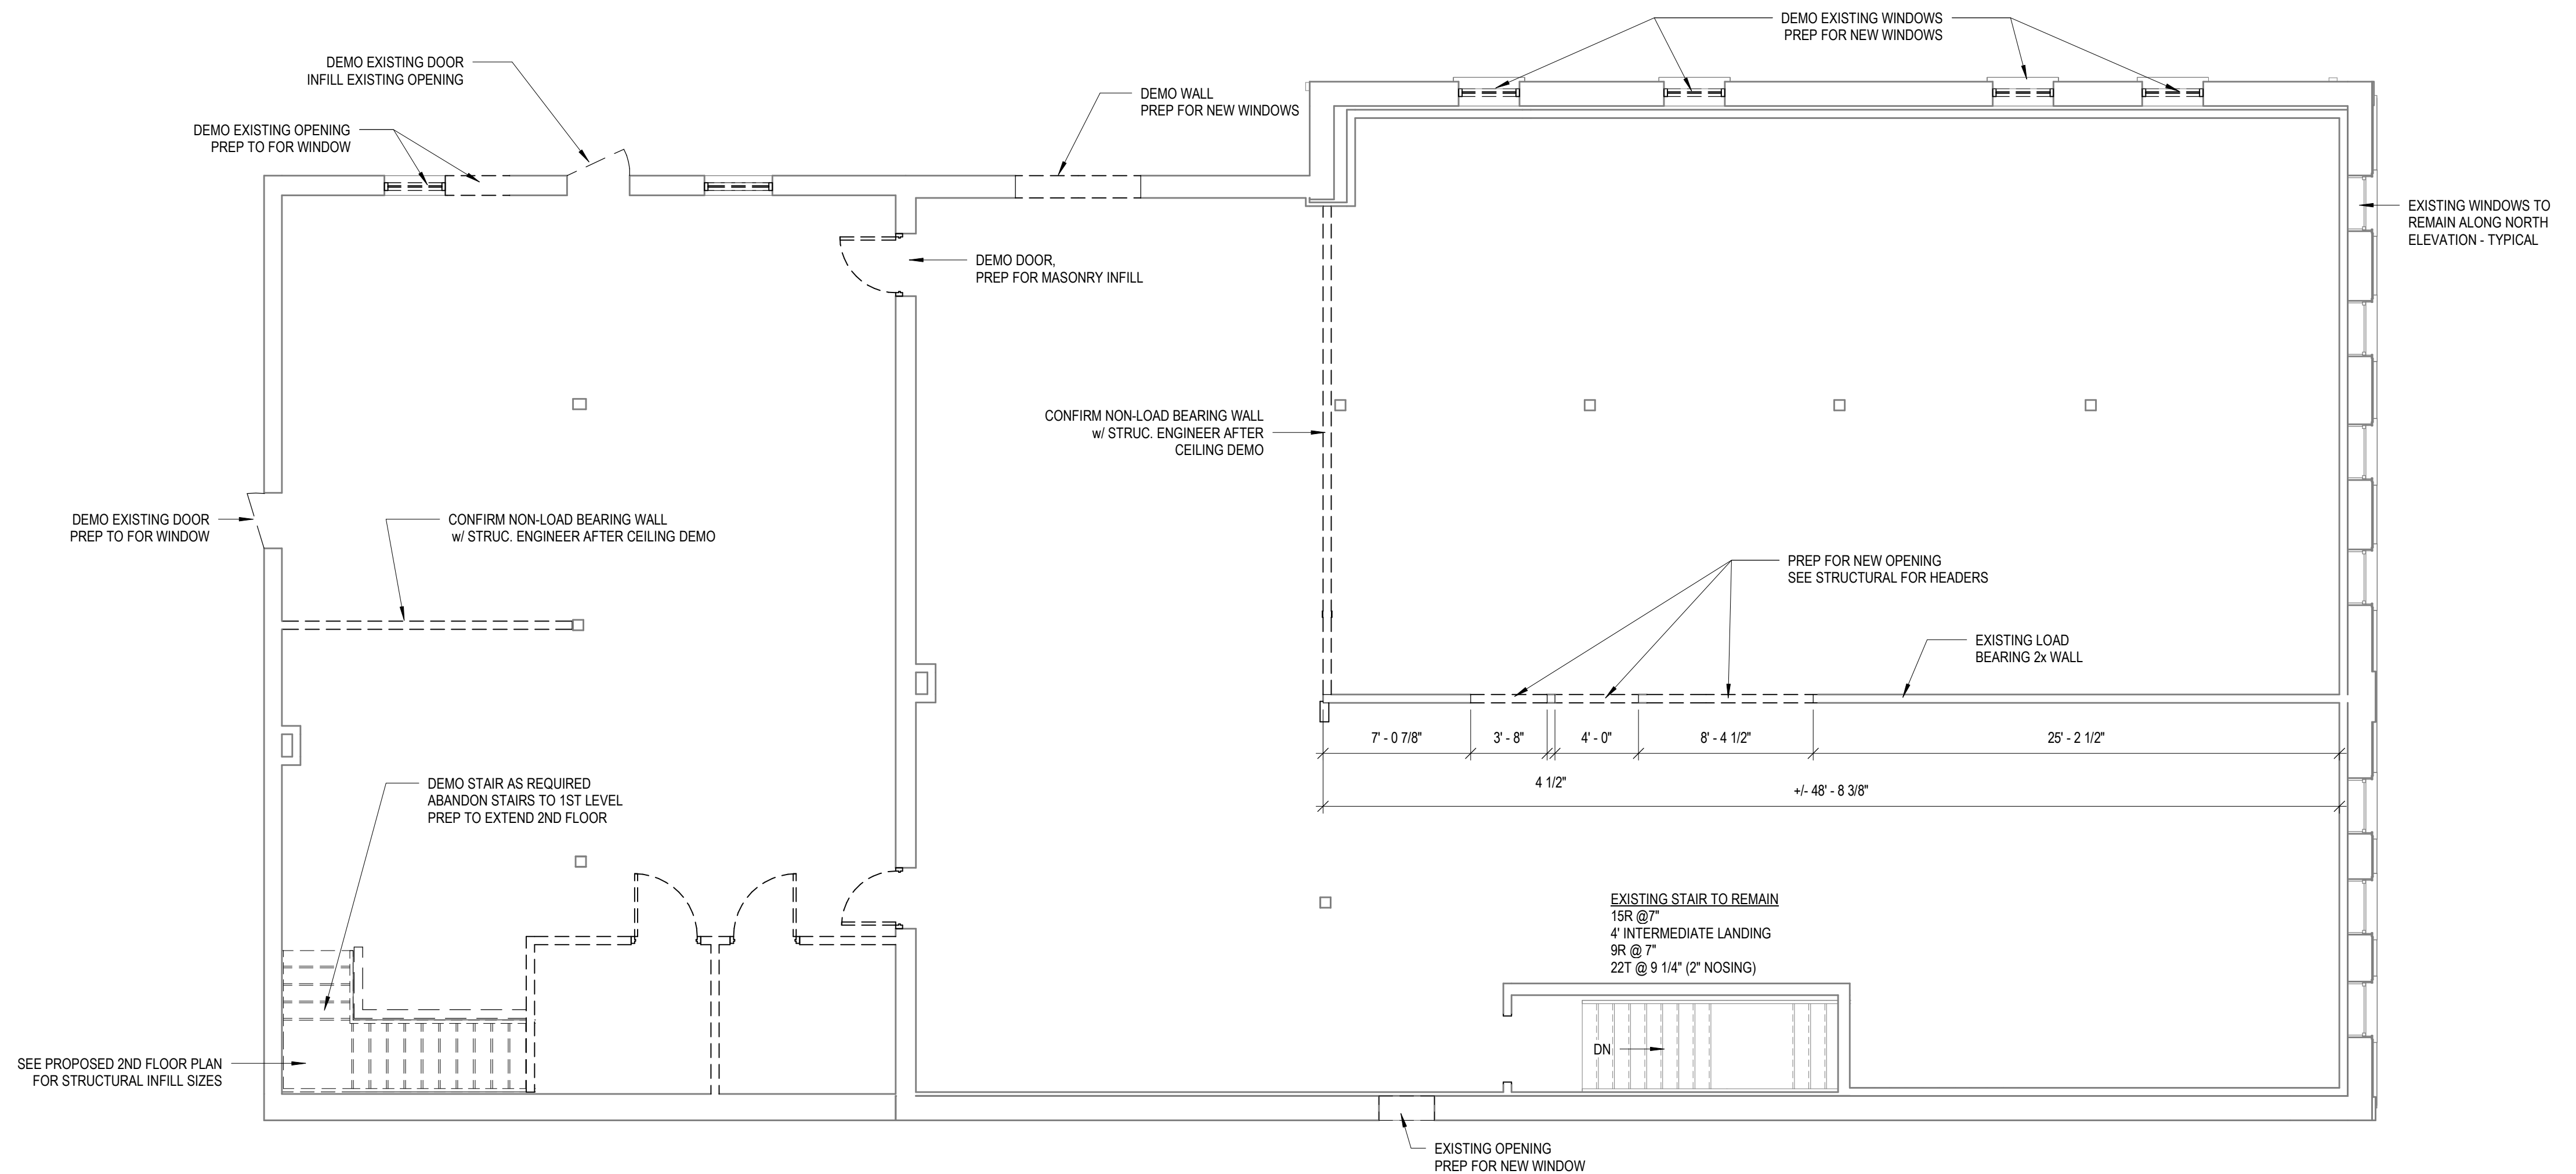 DEMO EXISTING WINDOWS
PREP FOR NEW WINDOWS
DEMO EXISTING DOOR
INFILL EXISTING OPENING
DEMO WALL
PREP FOR NEW WINDOWS
DEMO EXISTING OPENING
PREP TO FOR WINDOW
EXISTING WINDOWS TO
REMAIN ALONG NORTH
ELEVATION - TYPICAL
DEMO DOOR,
PREP FOR MASONRY INFILL
CONFIRM NON-LOAD BEARING WALL
w/ STRUC. ENGINEER AFTER
CEILING DEMO
DEMO EXISTING DOOR
PREP TO FOR WINDOW
CONFIRM NON-LOAD BEARING WALL
w/ STRUC. ENGINEER AFTER CEILING DEMO
PREP FOR NEW OPENING
SEE STRUCTURAL FOR HEADERS
EXISTING LOAD
BEARING 2x WALL
7' - 0 7/8"
3' - 8"
4' - 0"
8' - 4 1/2"
25' - 2 1/2"
4 1/2"
+/- 48' - 8 3/8"
DEMO STAIR AS REQUIRED
ABANDON STAIRS TO 1ST LEVEL
PREP TO EXTEND 2ND FLOOR
EXISTING STAIR TO REMAIN
15R @7"
4' INTERMEDIATE LANDING
9R @ 7"
22T @ 9 1/4" (2" NOSING)
DN
SEE PROPOSED 2ND FLOOR PLAN
FOR STRUCTURAL INFILL SIZES
EXISTING OPENING
PREP FOR NEW WINDOW